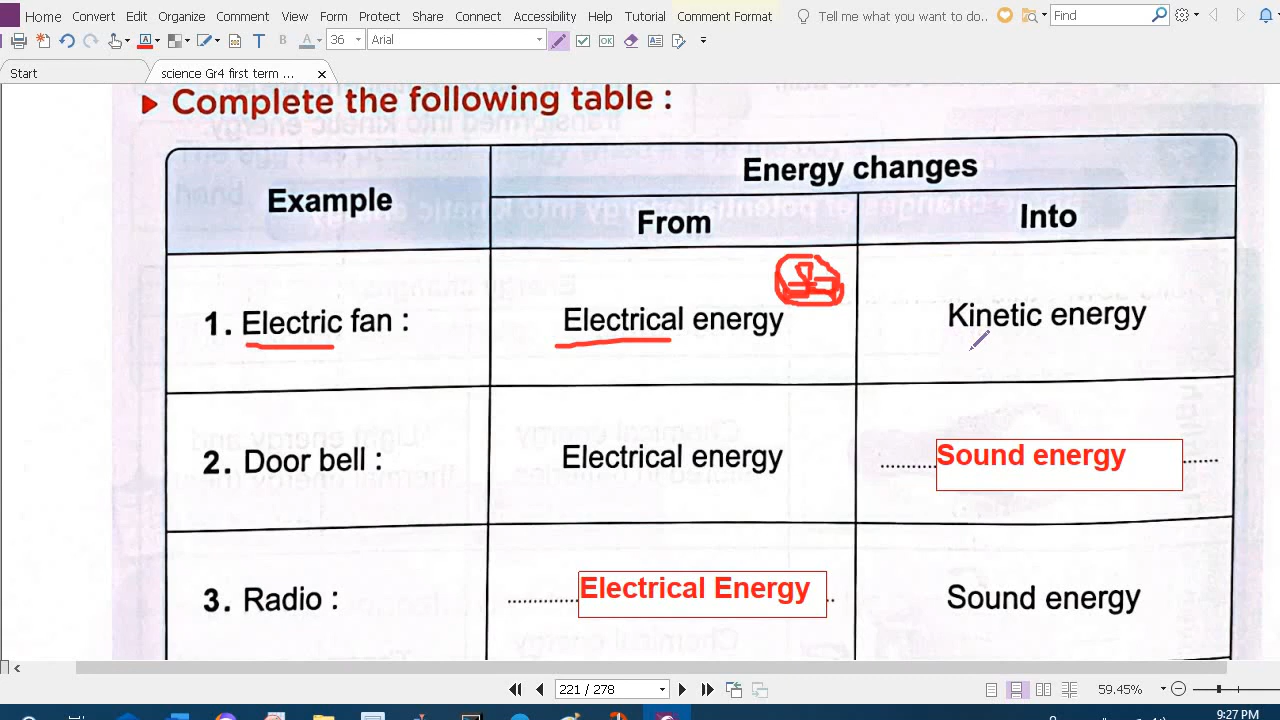 Home Convert Edit Organize Comment View Form Protect Share Connect Accessibility Help Tutorial Comment Format Tell me what you want to do.. Find
36 Arial
Start science Gr4 first term ...
Complete the following table :
Example Energy changes
From Into
1. Electric fan : Electrical energy Kinetic energy
2. Door bell : Electrical energy ..........Sound energy......
3. Radio : ............Electrical Energy.. Sound energy
221 / 278 59.45%
9:27 PM